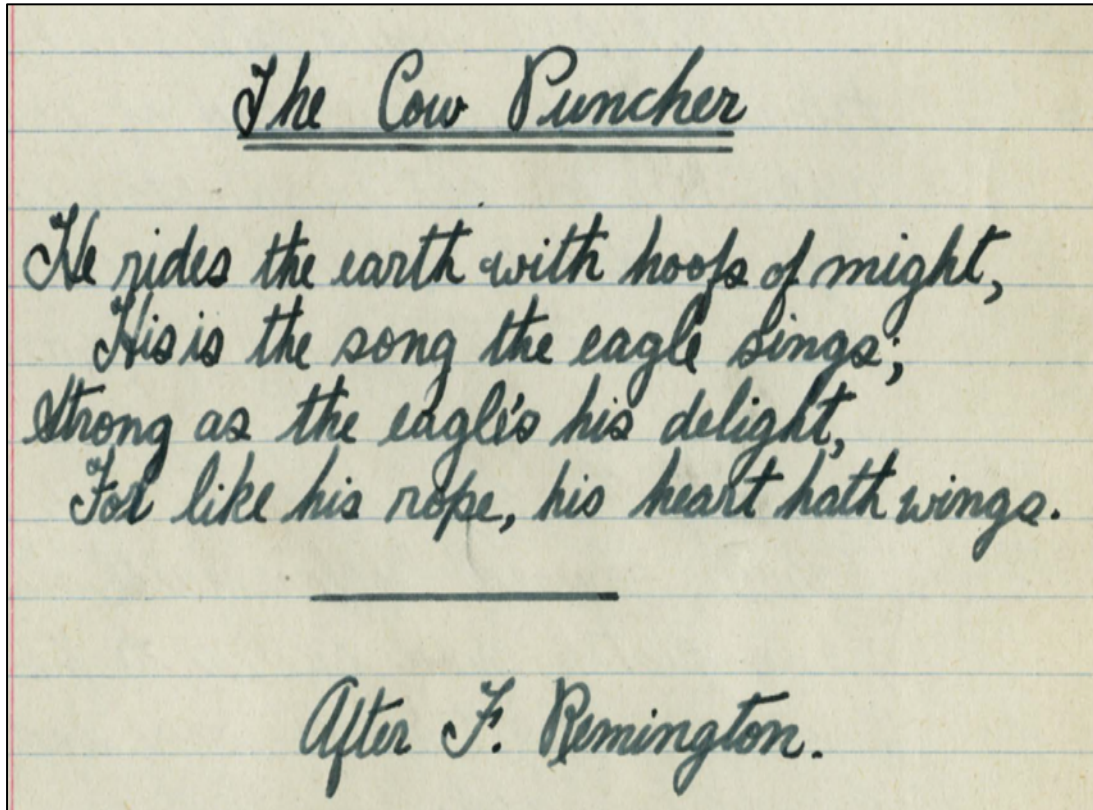 The Cow Puncher
He rides the earth with hoofs of might,
His is the song the eagle sings;
Strong as the eagle's his delight,
For like his rope, his heart hath wings.
After F. Remington.